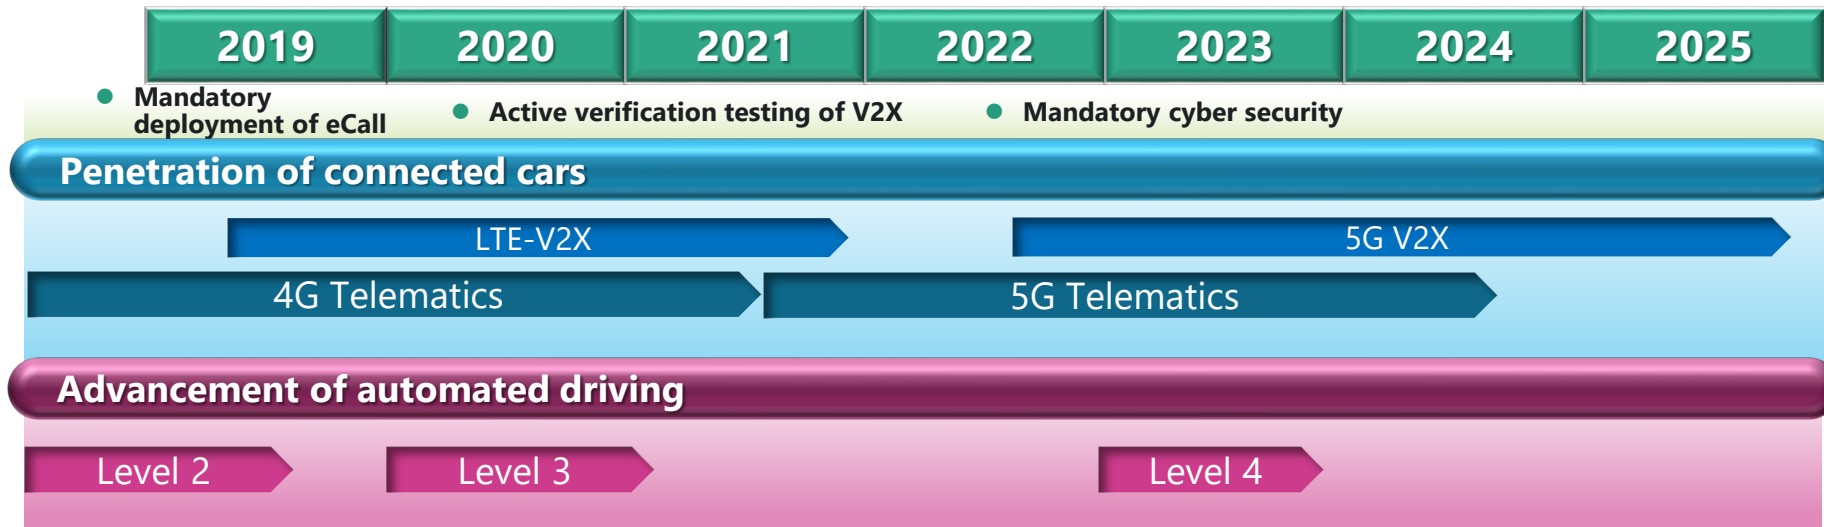 2019 2020 2021 2022 2023 2024 2025
● Mandatory
deployment of eCall
● Active verification testing of V2X
● Mandatory cyber security
Penetration of connected cars
LTE-V2X
5G V2X
4G Telematics
5G Telematics
Advancement of automated driving
Level 2
Level 3
Level 4